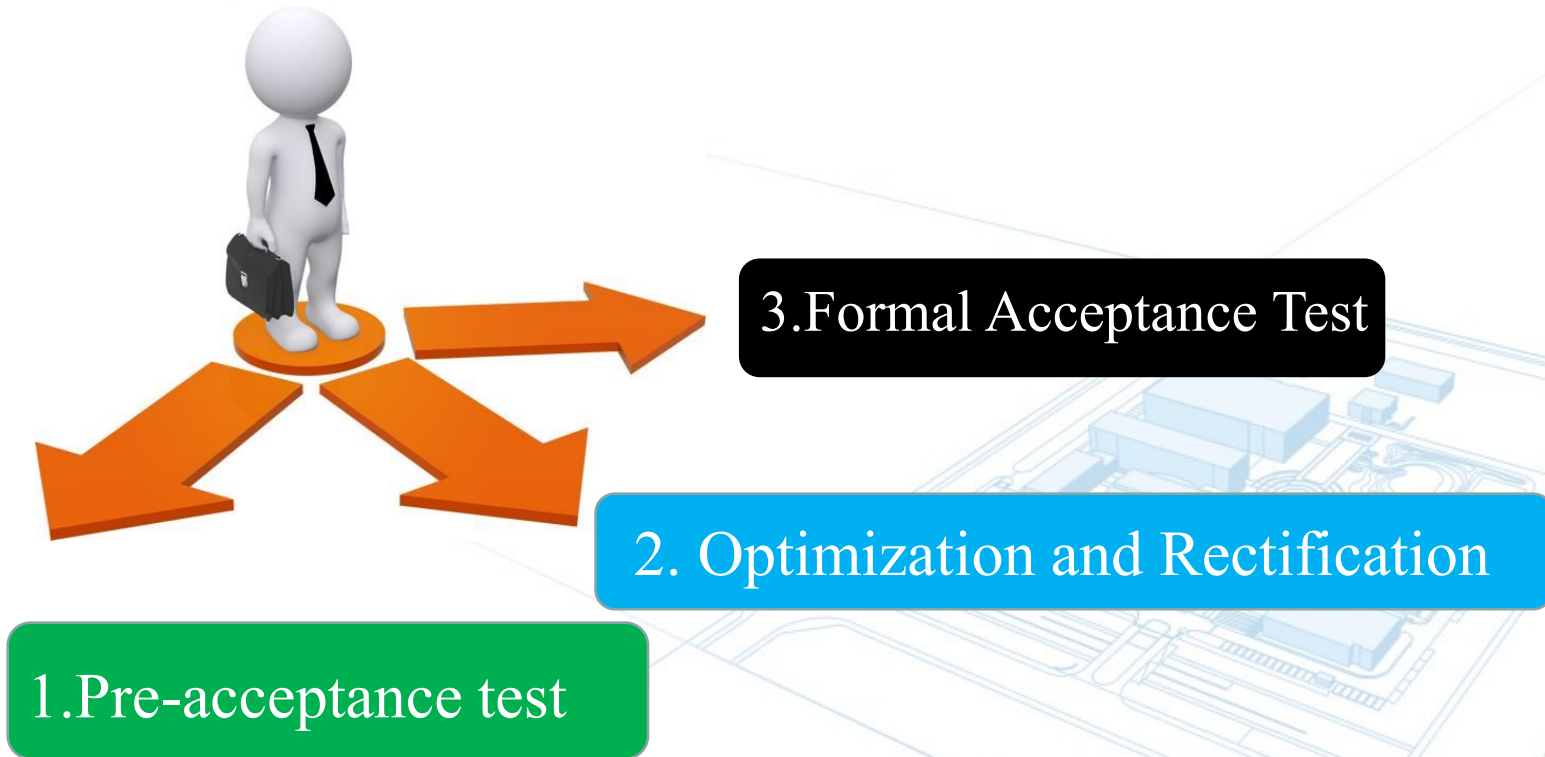 3.Formal Acceptance Test
2. Optimization and Rectification
1.Pre-acceptance test